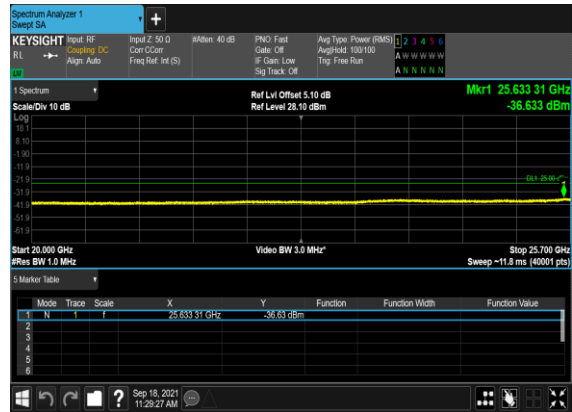 Spectrum Analyzer 1
Swept SA
KEYSIGHT Input: RF Input Z: 50 Ω #Atten: 40 dB PNO: Fast Avg Type: Power (RMS) 1 2 3 4 5 6
RL Coupling: DC Corr CCorr Gate: Off Avg|Hold: 100/100 A W W W W W
Align: Auto Freq Ref: Int (S) IF Gain: Low Trig: Free Run
Sig Track: Off A N N N N N
1 Spectrum Ref Lvl Offset 5.10 dB Mkr1 25.633 31 GHz
Scale/Div 10 dB Ref Level 28.10 dBm -36.633 dBm
Log
18.1
8.10
-1.90
-11.9
-21.9 DL1 -25.00
-31.9
-41.9
-51.9
-61.9
Start 20.000 GHz Video BW 3.0 MHz* Stop 25.700 GHz
#Res BW 1.0 MHz Sweep ~11.8 ms (40001 pts)
5 Marker Table
Mode Trace Scale X Y Function Function Width Function Value
1 N 1 f 25.633 31 GHz -36.63 dBm
2
3
4
5
6
? Sep 18, 2021
11:29:27 AM